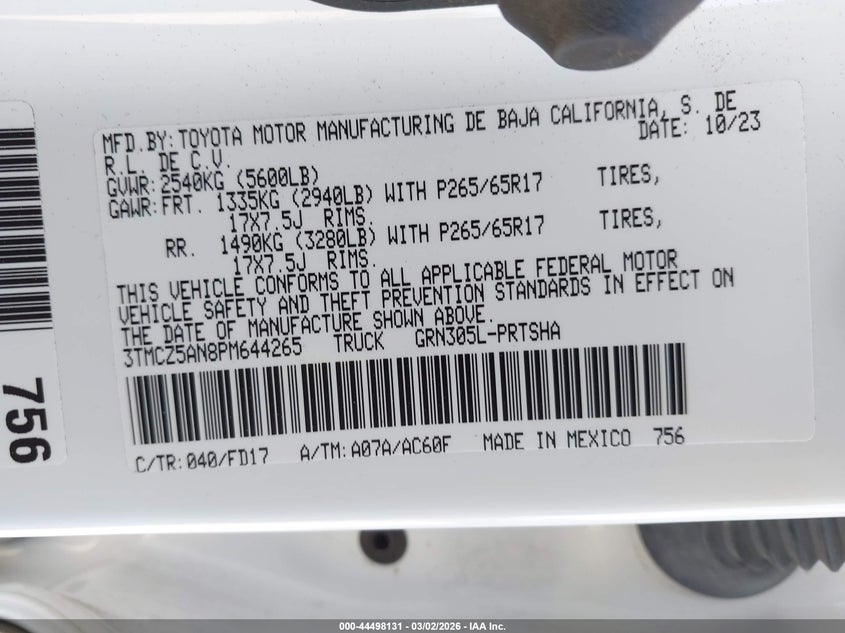 MFD.BY:TOYOTA MOTOR MANUFACTURING DE BAJA CALIFORNIA, S. DE
R.L. DE C.V. DATE: 10/23
GVWR:2540KG (5600LB)
GAWR:FRT. 1335KG (2940LB) WITH P265/65R17 TIRES,
17X7.5J RIMS.
RR. 1490KG (3280LB) WITH P265/65R17 TIRES,
17X7.5J RIMS.
THIS VEHICLE CONFORMS TO ALL APPLICABLE FEDERAL MOTOR
VEHICLE SAFETY AND THEFT PREVENTION STANDARDS IN EFFECT ON
THE DATE OF MANUFACTURE SHOWN ABOVE.
3TMCZ5AN8PM644265 TRUCK GRN305L-PRTSHA
C/TR:040/FD17 A/TM:A07A/AC60F MADE IN MEXICO 756
756
000-44498131 — 03/02/2026 — IAA Inc.